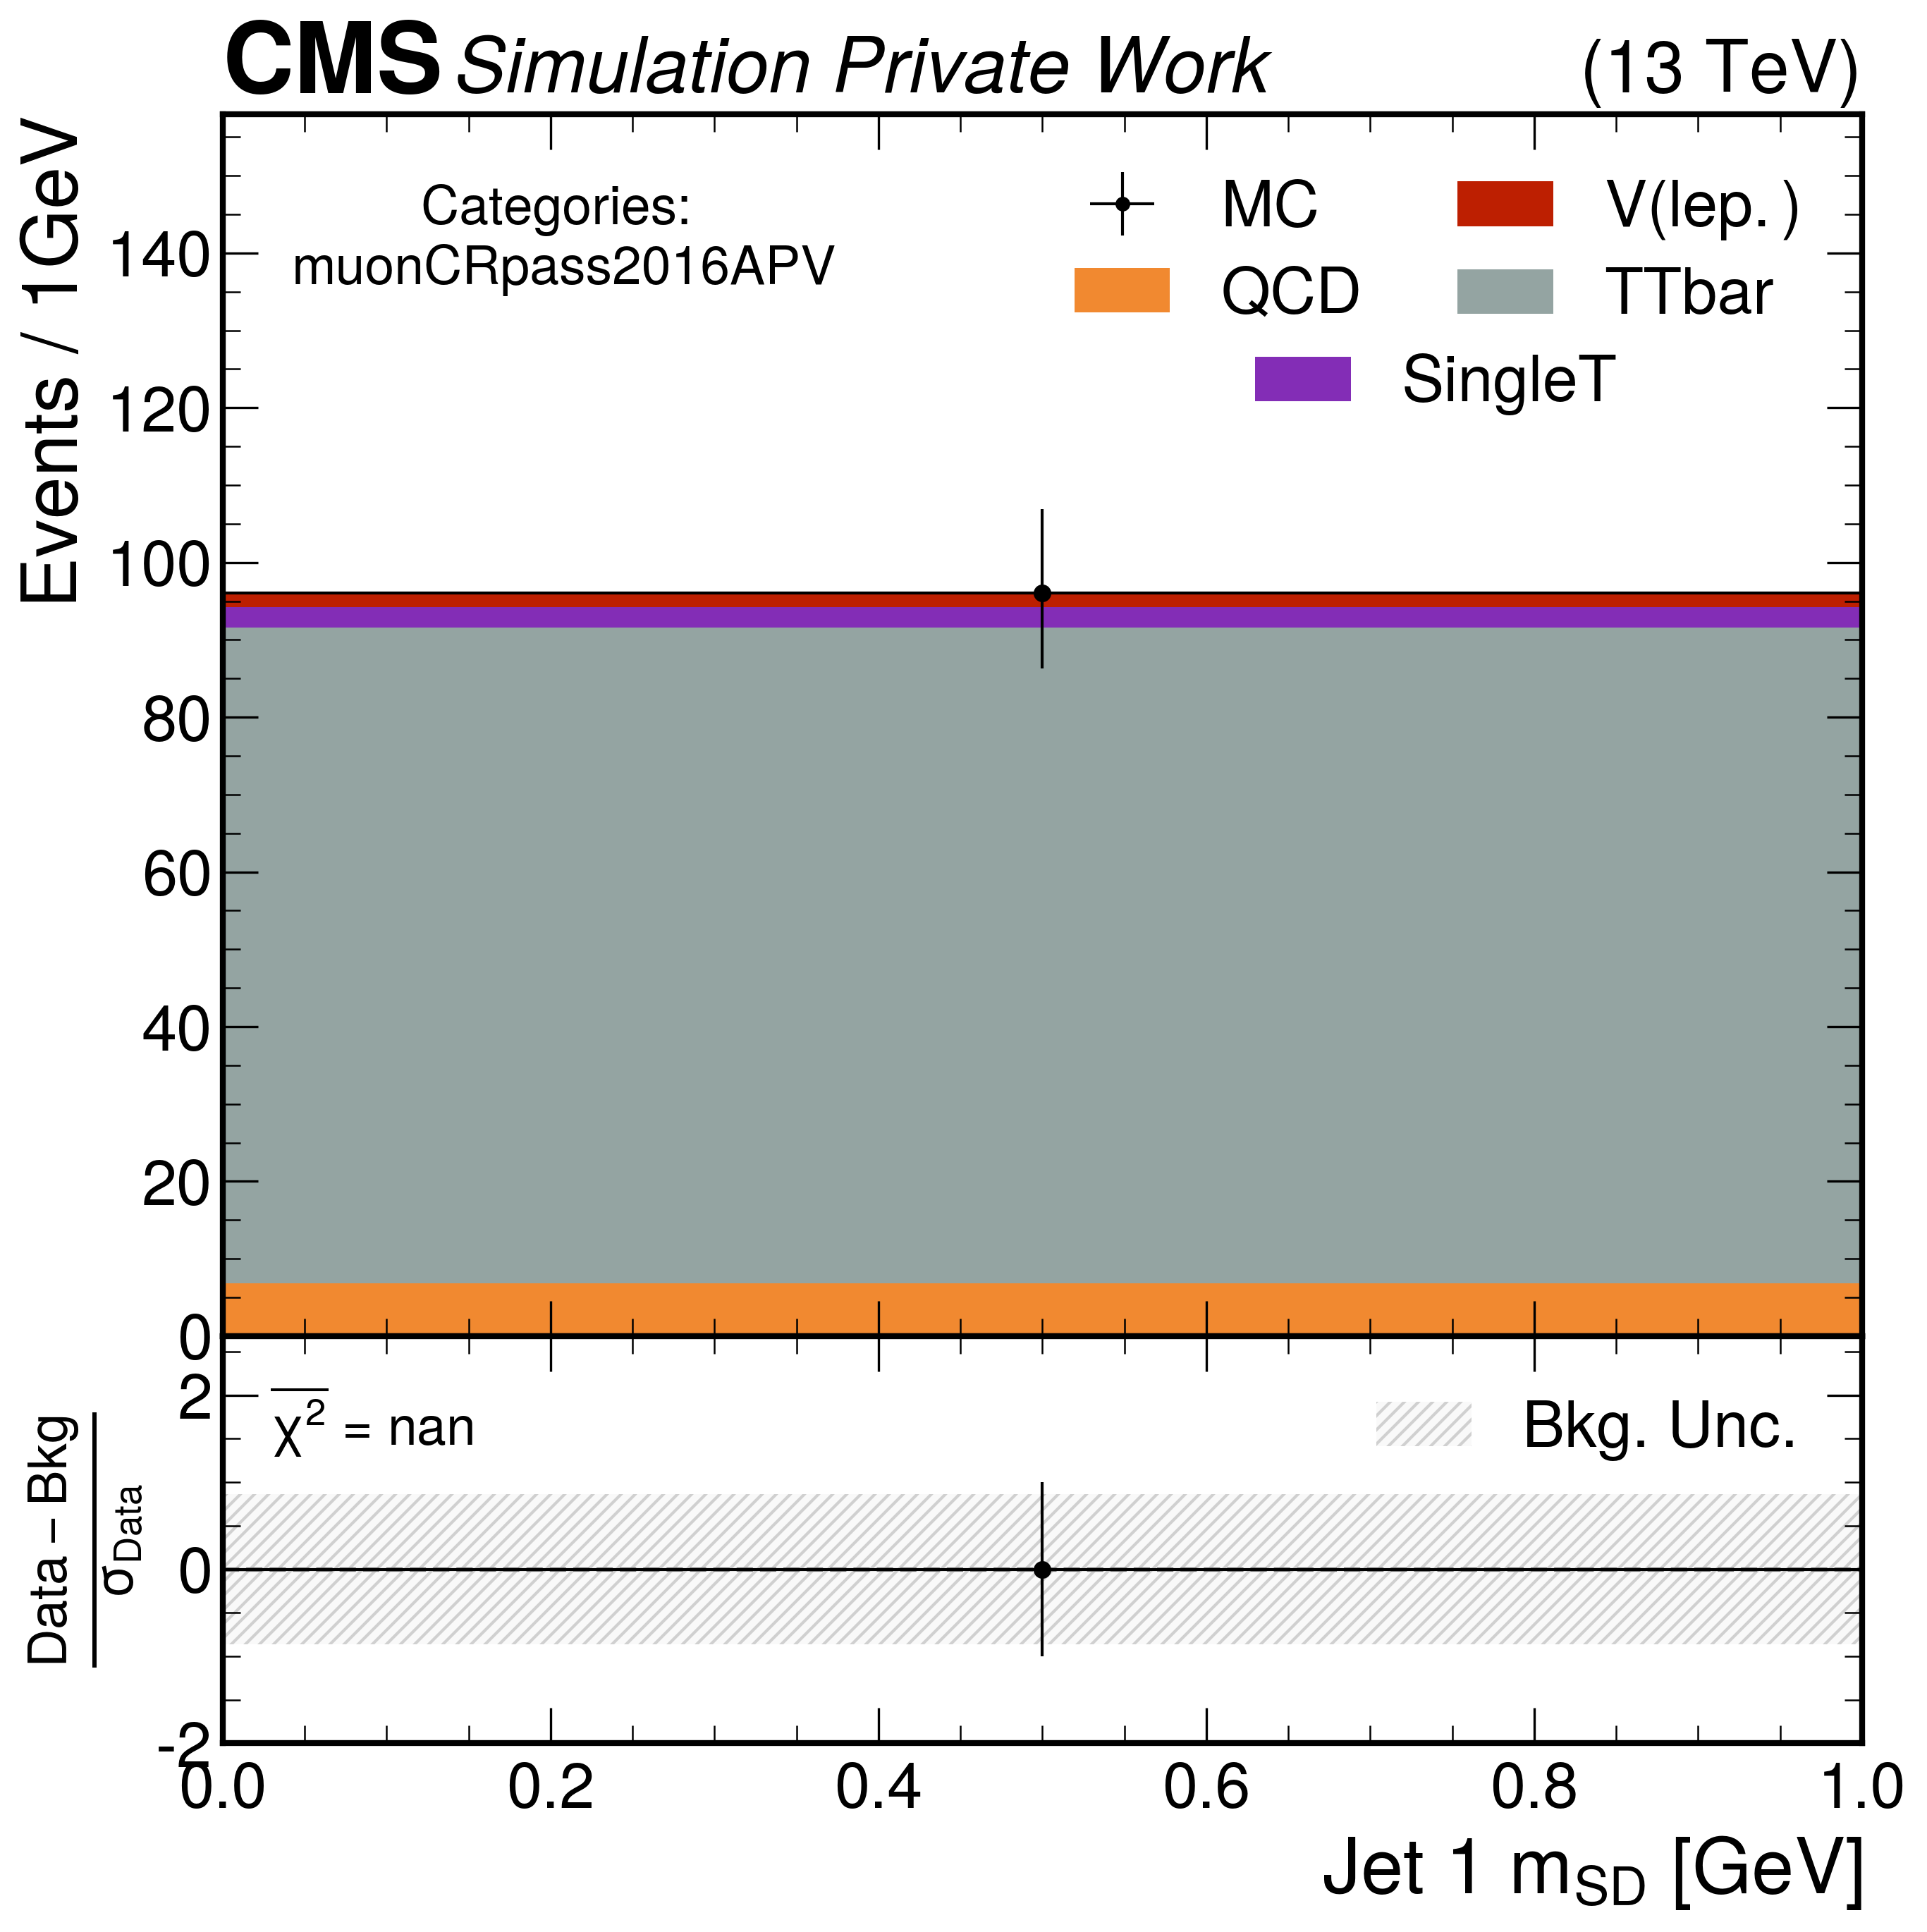 CMS Simulation Private Work (13 TeV)
Events / 1 GeV
Categories:
muonCRpass2016APV
MC V(lep.)
QCD TTbar
SingleT
140
120
100
80
60
40
20
0
Data – Bkg
σData
χ2 = nan
Bkg. Unc.
2
0
-2
0.0 0.2 0.4 0.6 0.8 1.0
Jet 1 mSD [GeV]